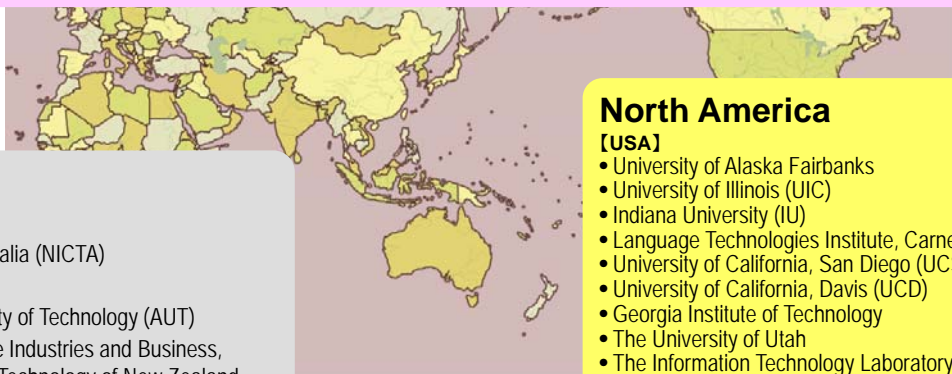 alia (NICTA)
ty of Technology (AUT)
e Industries and Business,
Technology of New Zealand
North America
【USA】
• University of Alaska Fairbanks
• University of Illinois (UIC)
• Indiana University (IU)
• Language Technologies Institute, Carne
• University of California, San Diego (UC
• University of California, Davis (UCD)
• Georgia Institute of Technology
• The University of Utah
• The Information Technology Laboratory